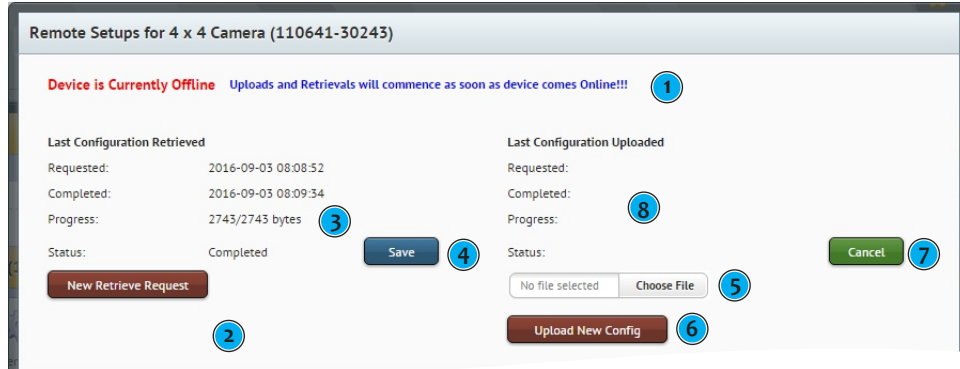 Remote Setups for 4 x 4 Camera (110641-30243)
Device is Currently Offline Uploads and Retrievals will commence as soon as device comes Online!!! 1
Last Configuration Retrieved
Requested: 2016-09-03 08:08:52
Completed: 2016-09-03 08:09:34
Progress: 2743/2743 bytes 3
Status: Completed Save 4
New Retrieve Request
2
Last Configuration Uploaded
Requested:
Completed:
8
Progress:
Status: Cancel 7
No file selected Choose File 5
Upload New Config 6